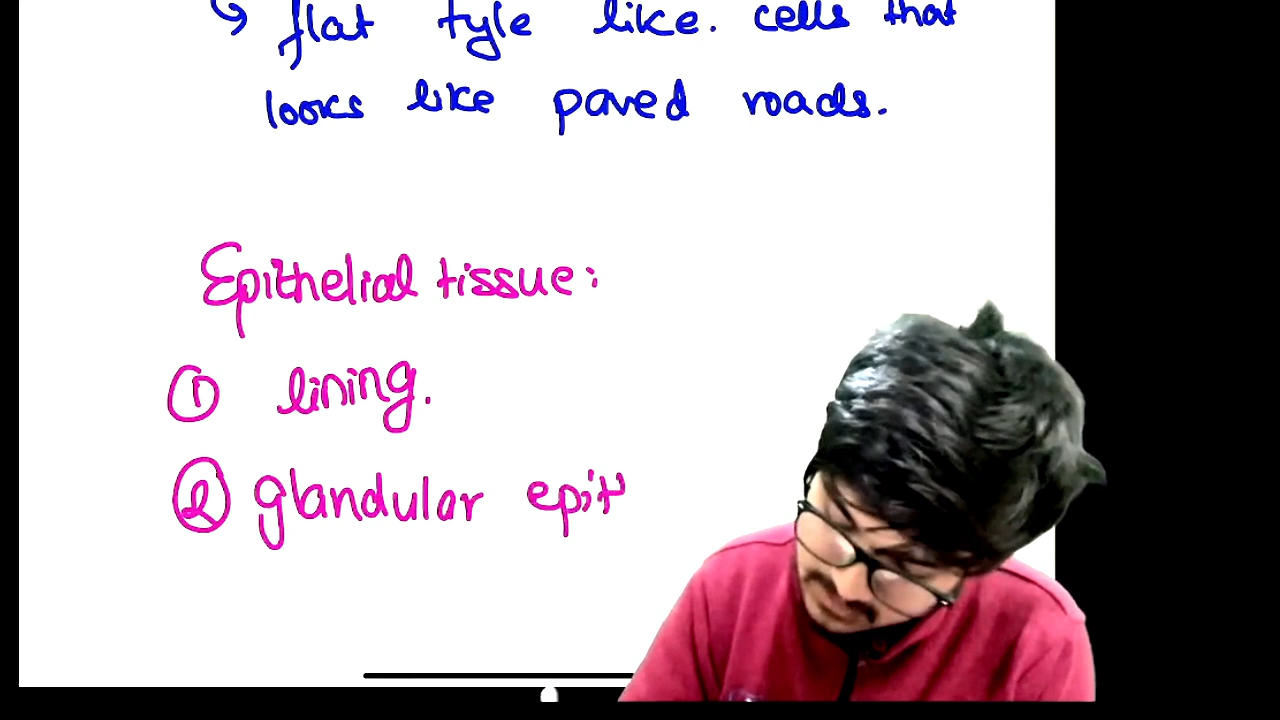 ↳ flat tyle like. cells that
looks like paved roads.
Epithelial tissue:
① lining.
② glandular epit